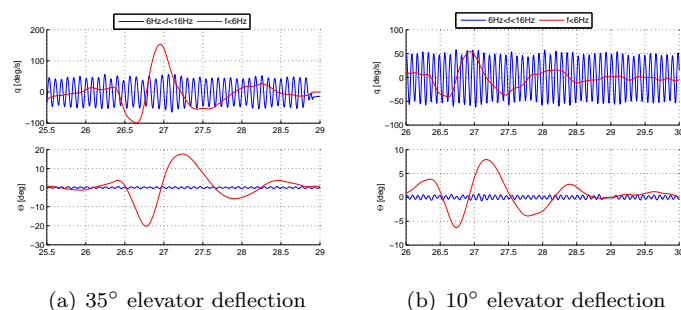 6Hz<f<16Hz f<6Hz
200
100
0
−100
q [deg/s]
25.5 26 26.5 27 27.5 28 28.5 29
20
10
0
−10
−20
−30
Θ [deg]
25.5 26 26.5 27 27.5 28 28.5 29
(a) 35° elevator deflection
6Hz<f<16Hz f<6Hz
100
50
0
−50
−100
q [deg/s]
26 26.5 27 27.5 28 28.5 29 29.5 30
10
5
0
−5
−10
Θ [deg]
26 26.5 27 27.5 28 28.5 29 29.5 30
(b) 10° elevator deflection